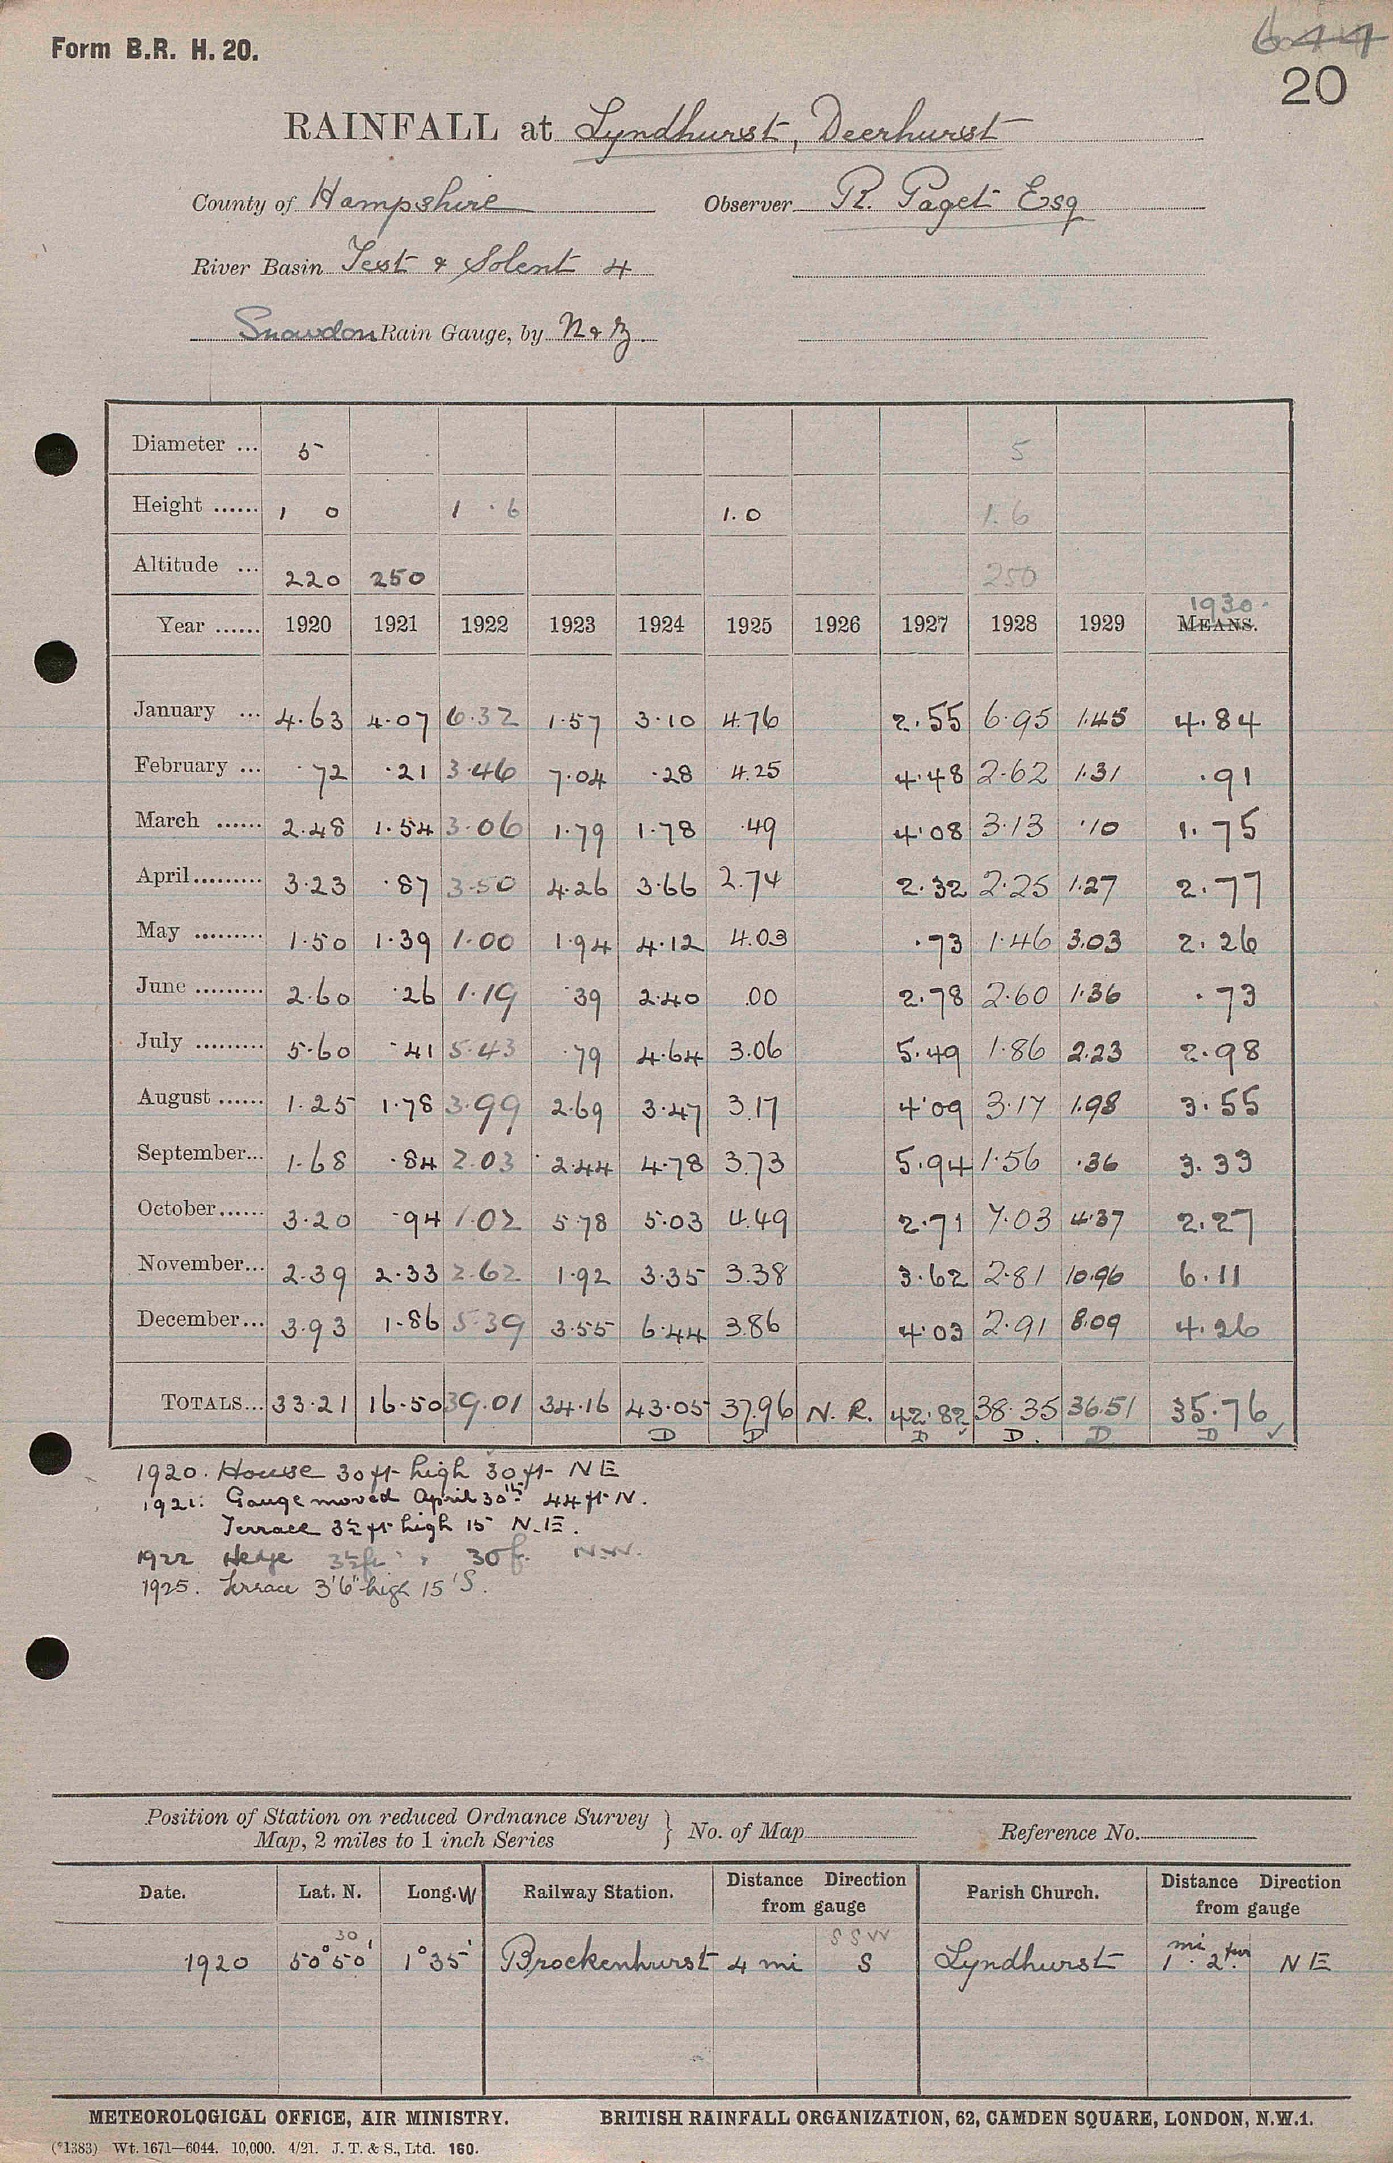 644
Form B.R. H. 20.
20
RAINFALL at Lyndhurst, Deerhurst
County of Hampshire Observer R. Paget Esq
River Basin Test & Solent 4
Snowdon Rain Gauge, by N & Z.
Diameter ... 5 5
Height ...... 1 0 1 . 6 1.0 1.6
Altitude ... 220 250 250
1930.
Year ...... 1920 1921 1922 1923 1924 1925 1926 1927 1928 1929 MEANS.
January ... 4.63 4.07 6.32 1.57 3.10 4.76 2.55 6.95 1.45 4.84
February ... .72 .21 3.46 7.04 .28 4.25 4.48 2.62 1.31 .91
March ...... 2.48 1.54 3.06 1.79 1.78 .49 4.08 3.13 .10 1.75
April......... 3.23 .87 3.50 4.26 3.66 2.74 2.32 2.25 1.27 2.77
May ......... 1.50 1.39 1.00 1.94 4.12 4.03 .73 1.46 3.03 2.26
June ......... 2.60 .26 1.19 .39 2.40 .00 2.78 2.60 1.36 .73
July ......... 5.60 .41 5.43 .79 4.64 3.06 5.49 1.86 2.23 2.98
August ...... 1.25 1.78 3.99 2.69 3.47 3.17 4.09 3.17 1.98 3.55
September... 1.68 .84 2.03 2.44 4.78 3.73 5.94 1.56 .36 3.33
October...... 3.20 .94 1.02 5.78 5.03 4.49 2.71 7.03 4.37 2.27
November... 2.39 2.33 2.62 1.92 3.35 3.38 3.62 2.81 10.96 6.11
December... 3.93 1.86 5.39 3.55 6.44 3.86 4.03 2.91 8.09 4.26
TOTALS... 33.21 16.50 39.01 34.16 43.05 37.96 N. R. 42.82 38.35 36.51 35.76 ✓
D D D D. D D
1920. House 30 ft high 30 ft NE
1921: Gauge moved April 30th 44 ft N.
Terrace 3½ ft high 15 N.E.
1922 Hedge 3½ ft " 30 f. N.W.
1925. Terrace 3'6" high 15' S.
Position of Station on reduced Ordnance Survey
Map, 2 miles to 1 inch Series } No. of Map Reference No.
Date. Lat. N. Long. W Railway Station. Distance Direction from gauge Parish Church. Distance Direction from gauge
30 SSW
1920 50°50' 1°35' Brockenhurst 4 mi S Lyndhurst 1 mi. 2 fur. NE
METEOROLOGICAL OFFICE, AIR MINISTRY. BRITISH RAINFALL ORGANIZATION, 62, CAMDEN SQUARE, LONDON, N.W.1.
(*1383) Wt. 1671—6044. 10,000. 4/21. J. T. & S., Ltd. 160.